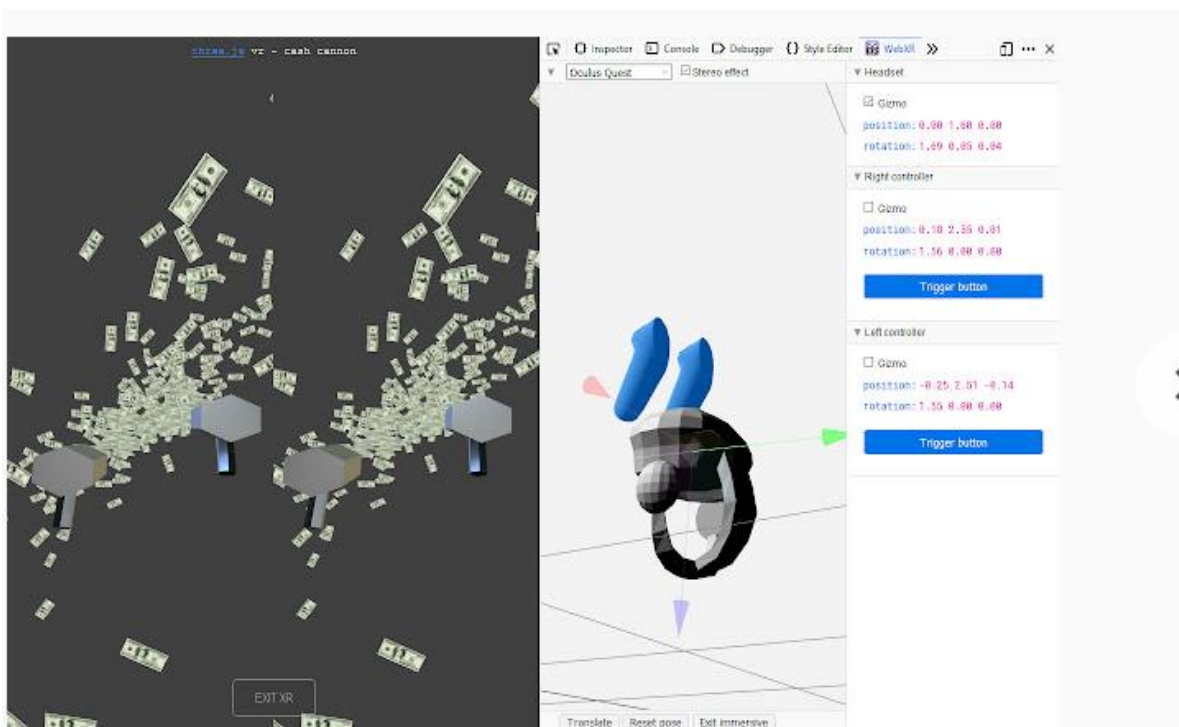 three.js vr - cash cannon
EXIT XR
Inspector Console Debugger {} Style Editor WebXR
Oculus Quest Stereo effect
Translate Reset pose Exit immersive
Headset
Gizmo
position: 0.00 1.60 0.00
rotation: 1.69 0.05 0.04
Right controller
Gizmo
position: 0.18 2.55 0.01
rotation: 1.56 0.00 0.00
Trigger button
Left controller
Gizmo
position: -0.25 2.51 -0.14
rotation: 1.55 0.00 0.00
Trigger button